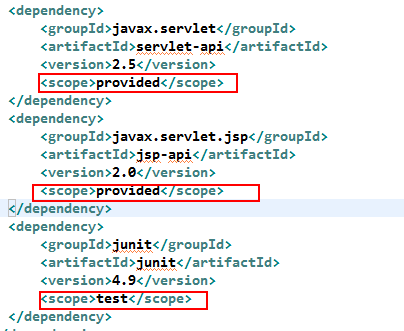 <dependency>
<groupId>javax.servlet</groupId>
<artifactId>servlet-api</artifactId>
<version>2.5</version>
<scope>provided</scope>
</dependency>
<dependency>
<groupId>javax.servlet.jsp</groupId>
<artifactId>jsp-api</artifactId>
<version>2.0</version>
<scope>provided</scope>
</dependency>
<dependency>
<groupId>junit</groupId>
<artifactId>junit</artifactId>
<version>4.9</version>
<scope>test</scope>
</dependency>